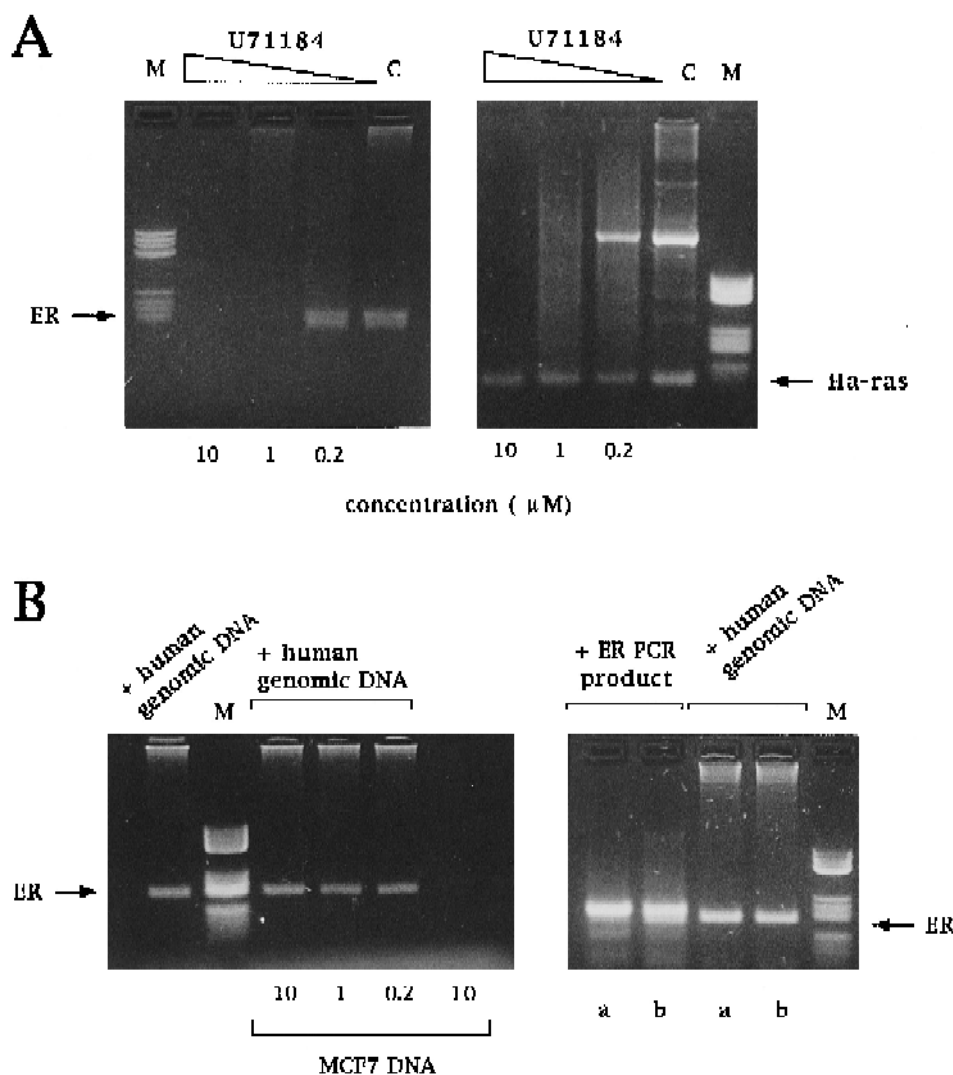 A
U71184
U71184
M
C
C
M
ER
Ha-ras
10 1 0.2
10 1 0.2
concentration ( μM)
B
+ human
genomic DNA
M
+ human
genomic DNA
+ ER PCR
product
+ human
genomic DNA
M
ER
ER
10 1 0.2 10
a b a b
MCF7 DNA